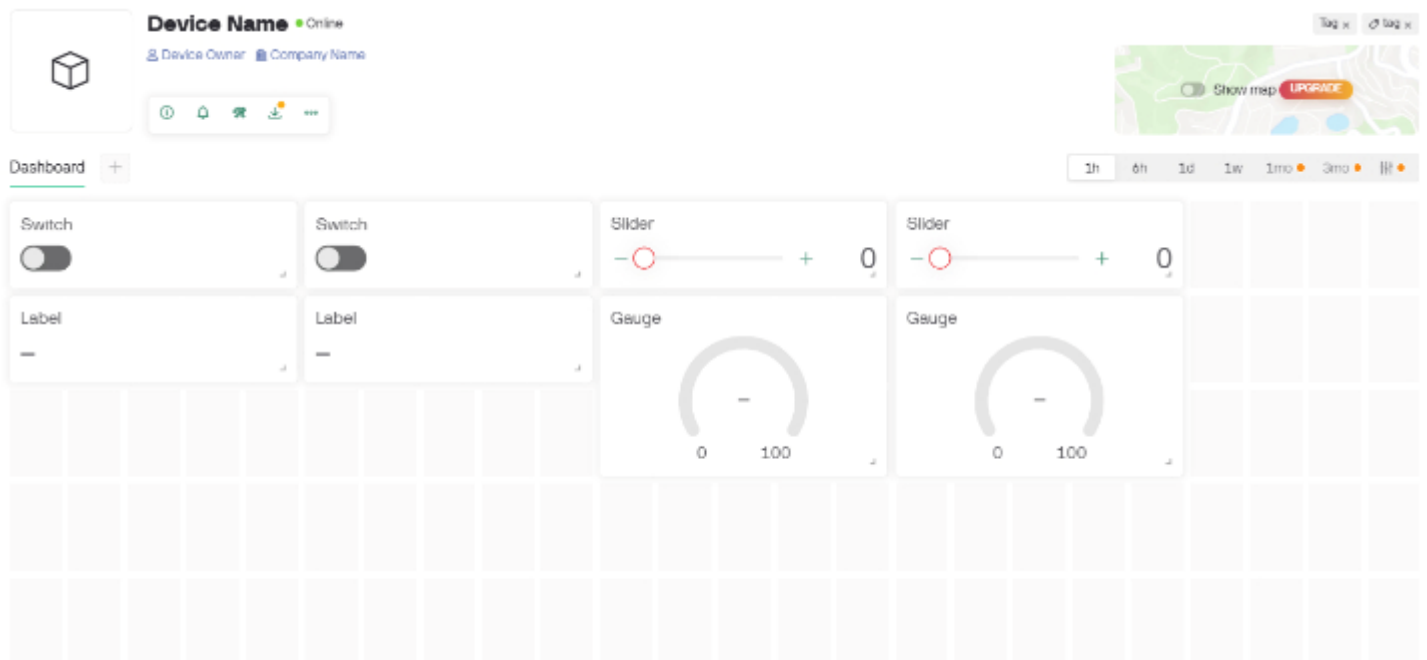 Device Name Online
Tag x tag x
Device Owner Company Name
Show map UPGRADE
Dashboard +
1h 6h 1d 1w 1mo 3mo
Switch Switch Slider Slider
– + 0 – + 0
Label Label Gauge Gauge
– – – –
0 100 0 100